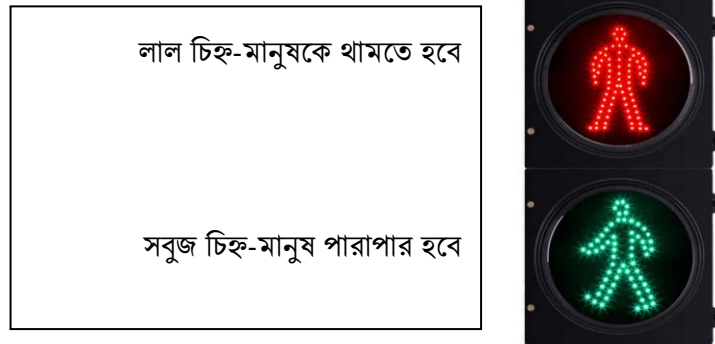 লাল চিহ্ন-মানুষকে থামতে হবে
সবুজ চিহ্ন-মানুষ পারাপার হবে